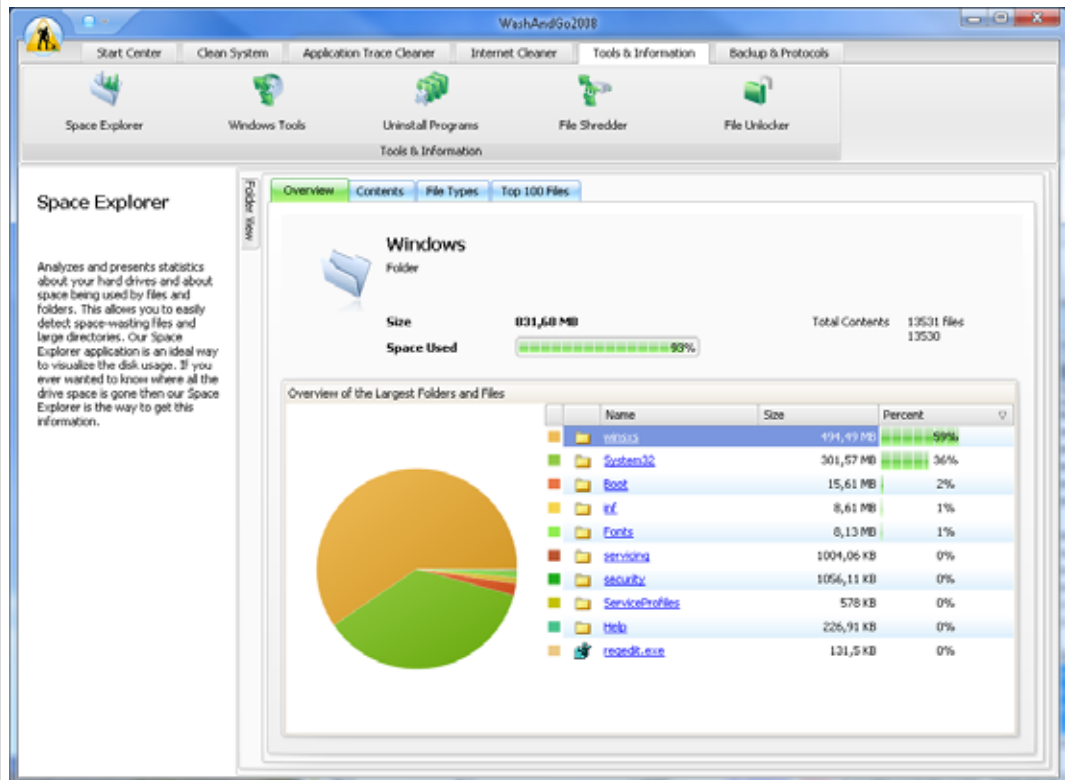 WashAndGo2008
Start Center Clean System Application Trace Cleaner Internet Cleaner Tools & Information Backup & Protocols
Space Explorer Windows Tools Uninstall Programs File Shredder File Unlocker
Tools & Information
Space Explorer
Analyzes and presents statistics
about your hard drives and about
space being used by files and
folders. This allows you to easily
detect space-wasting files and
large directories. Our Space
Explorer application is an ideal way
to visualize the disk usage. If you
ever wanted to know where all the
drive space is gone then our Space
Explorer is the way to get this
information.
Folder View
Overview Contents File Types Top 100 Files
Windows
Folder
Size 831,68 MB Total Contents 13531 files
13530
Space Used 93%
Overview of the Largest Folders and Files
Name Size Percent
winsxs 494,49 MB 59%
System32 301,57 MB 36%
Boot 15,61 MB 2%
inf 8,61 MB 1%
Fonts 8,13 MB 1%
servicing 1004,06 KB 0%
security 1056,11 KB 0%
ServiceProfiles 578 KB 0%
Help 226,91 KB 0%
regedit.exe 131,5 KB 0%